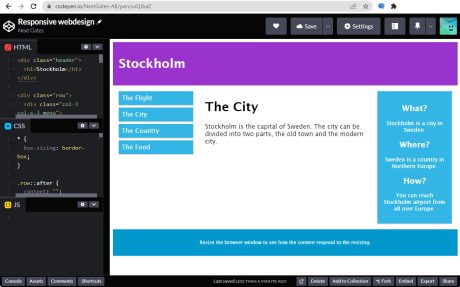 codepen.io/NextGates-AB/pen/
Responsive webdesign
Next Gates
Save
Settings
HTML
<div class="header">
<h1>Stockholm</h1>
</div>
<div class="row">
<div class="col-3
col-s-3 menu">
CSS
* {
box-sizing: border-
box;
}
.row::after {
content: "";
JS
Stockholm
The Flight
The City
The Country
The Food
The City
Stockholm is the capital of Sweden. The city can be
divided into two parts, the old town and the modern
city.
What?
Stockholm is a city in
Sweden.
Where?
Sweden is a country in
Northern Europe.
How?
You can reach
Stockholm airport from
all over Europe.
Resize the browser window to see how the content respond to the resizing.
Console Assets Comments Shortcuts
Last saved LESS THAN A MINUTE AGO
Delete Add to Collection Fork Embed Export Share